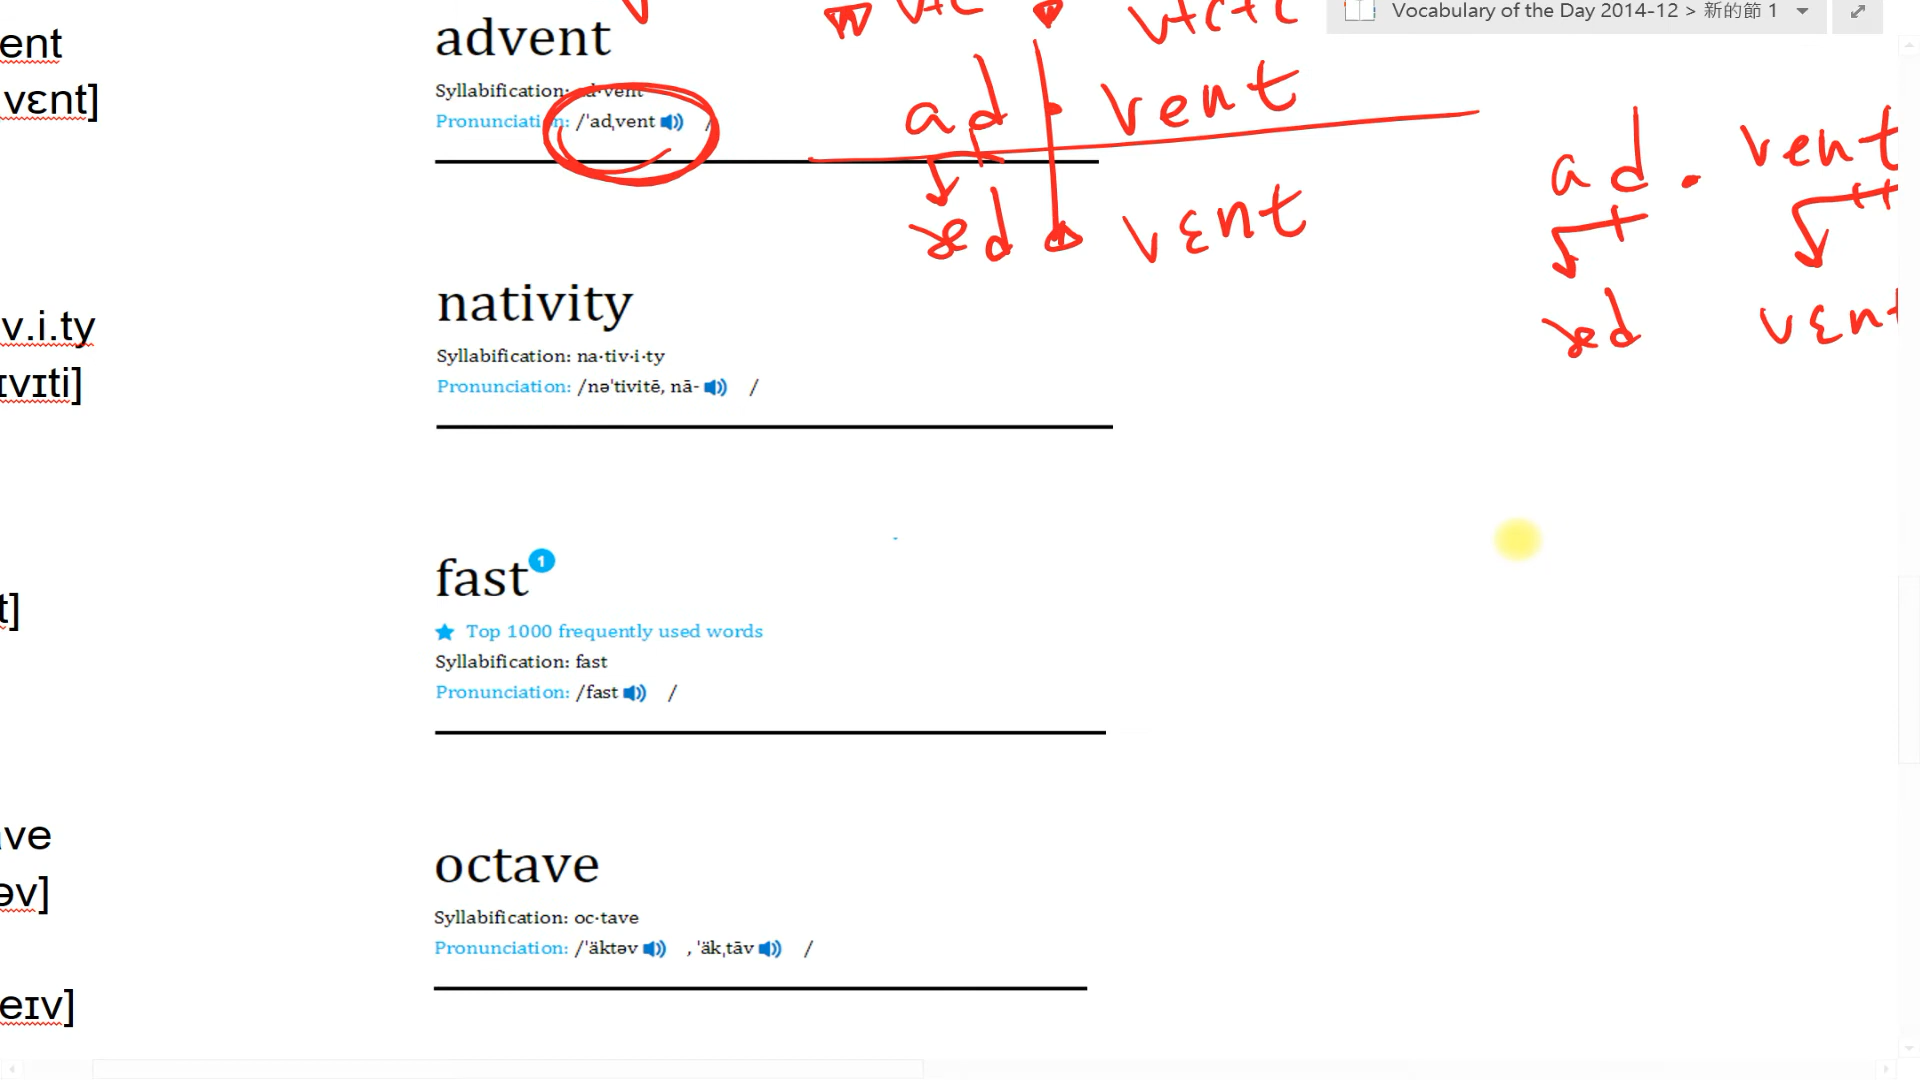 Vocabulary of the Day 2014-12 > 新的節 1
ent
vɛnt]
advent
Syllabification: ad·vent
Pronunciation: /ˈadˌvent /
v+c
v+c+c
ad · vent
æd vɛnt
ad . vent
æd vɛnt
v.i.ty
ɪvɪti]
nativity
Syllabification: na·tiv·i·ty
Pronunciation: /nəˈtivitē, nā- /
t]
fast 1
Top 1000 frequently used words
Syllabification: fast
Pronunciation: /fast /
ave
əv]
octave
Syllabification: oc·tave
Pronunciation: /ˈäktəv , ˈäkˌtāv /
eɪv]